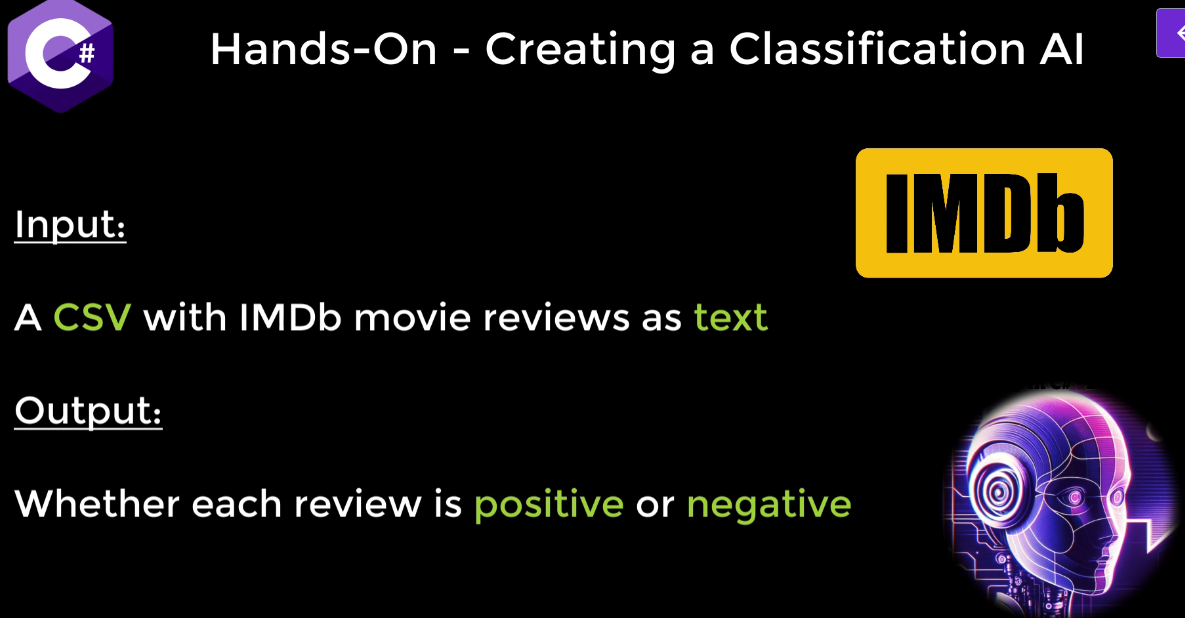 C#
Hands-On - Creating a Classification AI
IMDb
Input:
A CSV with IMDb movie reviews as text
Output:
Whether each review is positive or negative